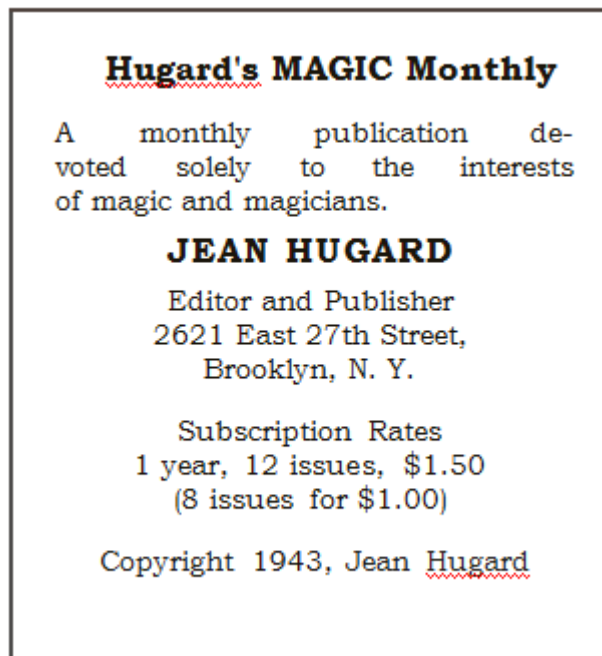 Hugard's MAGIC Monthly
A monthly publication de-
voted solely to the interests
of magic and magicians.
JEAN HUGARD
Editor and Publisher
2621 East 27th Street,
Brooklyn, N. Y.
Subscription Rates
1 year, 12 issues, $1.50
(8 issues for $1.00)
Copyright 1943, Jean Hugard